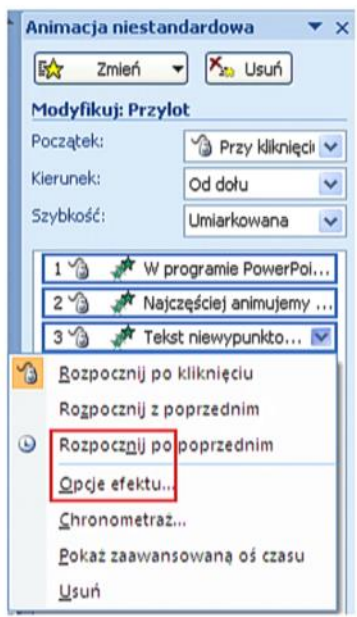 Animacja niestandardowa
Zmień
Usuń
Modyfikuj: Przylot
Początek:
Przy kliknięci
Kierunek:
Od dołu
Szybkość:
Umiarkowana
1 W programie PowerPoi...
2 Najczęściej animujemy ...
3 Tekst niewypunkto...
Rozpocznij po kliknięciu
Rozpocznij z poprzednim
Rozpocznij po poprzednim
Opcje efektu...
Chronometraż...
Pokaż zaawansowaną oś czasu
Usuń